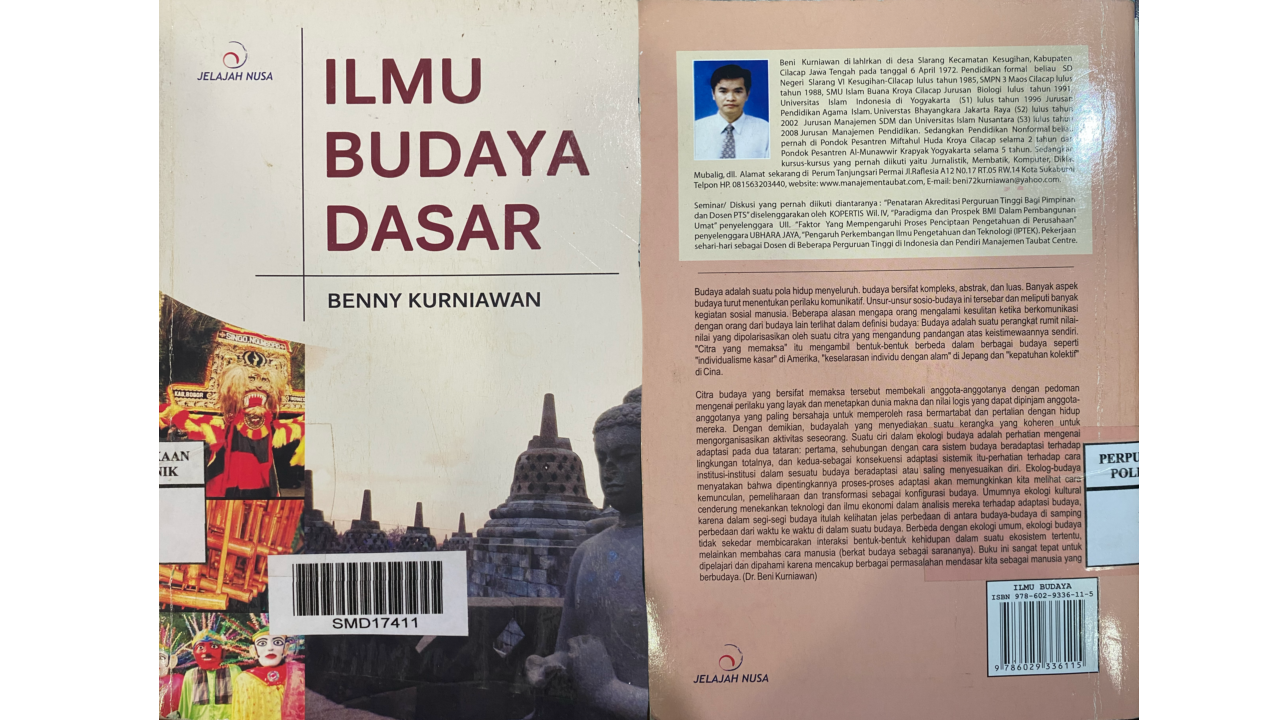 JELAJAH NUSA
ILMU
BUDAYA
DASAR
BENNY KURNIAWAN
SINGO
KAAN
NIK
SMD17411
Beni Kurniawan di lahlrkan di desa Slarang Kecamatan Kesugihan, Kabupaten
Cilacap Jawa Tengah pada tanggal 6 April 1972. Pendidikan formal beliau SD
Negeri Slarang VI Kesugihan-Cilacap lulus tahun 1985, SMPN 3 Maos Cilacap lulus
tahun 1988, SMU Islam Buana Kroya Cilacap Jurusan Biologi lulus tahun 1991,
Universitas Islam Indonesia di Yogyakarta (S1) lulus tahun 1996 Jurusan
Pendidikan Agama Islam. Universtas Bhayangkara Jakarta Raya (S2) lulus tahun
2002 Jurusan Manajemen SDM dan Universitas Islam Nusantara (S3) lulus tahun
2008 Jurusan Manajemen Pendidikan. Sedangkan Pendidikan Nonformal beliau
pernah di Pondok Pesantren Miftahul Huda Kroya Cilacap selama 2 tahun dan
Pondok Pesantren Al-Munawwir Krapyak Yogyakarta selama 5 tahun. Sedangkan
kursus-kursus yang pernah diikuti yaitu Jurnalistik, Membatik, Komputer, Dikla
Mubalig, dll. Alamat sekarang di Perum Tanjungsari Permai Jl.Raflesia A12 N0.17 RT.05 RW,14 Kota Sukabumi
Telpon HP. 081563203440, website: www.manajementaubat.com, E-mail: beni72kurniawan@yahoo.com.
Seminar/ Diskusi yang pernah diikuti diantaranya : "Penataran Akreditasi Perguruan Tinggi Bagi Pimpinan
dan Dosen PTS" diselenggarakan oleh KOPERTIS Wil. IV, "Paradigma dan Prospek BMI Dalam Pembangunan
Umat" penyelenggara UII. "Faktor Yang Mempengaruhi Proses Penciptaan Pengetahuan di Perusahaan"
penyelenggara UBHARA JAYA, "Pengaruh Perkembangan Ilmu Pengetahuan dan Teknologi (IPTEK). Pekerjaan
sehari-hari sebagai Dosen di Beberapa Perguruan Tinggi di Indonesia dan Pendiri Manajemen Taubat Centre.
Budaya adalah suatu pola hidup menyeluruh. budaya bersifat kompleks, abstrak, dan luas. Banyak aspek
budaya turut menentukan perilaku komunikatif. Unsur-unsur sosio-budaya ini tersebar dan meliputi banyak
kegiatan sosial manusia. Beberapa alasan mengapa orang mengalami kesulitan ketika berkomunikasi
dengan orang dari budaya lain terlihat dalam definisi budaya: Budaya adalah suatu perangkat rumit nilai-
nilai yang dipolarisasikan oleh suatu citra yang mengandung pandangan atas keistimewaannya sendiri.
"Citra yang memaksa" itu mengambil bentuk-bentuk berbeda dalam berbagai budaya seperti
"individualisme kasar" di Amerika, "keselarasan individu dengan alam" di Jepang dan "kepatuhan kolektif"
di Cina.
Citra budaya yang bersifat memaksa tersebut membekali anggota-anggotanya dengan pedoman
mengenai perilaku yang layak dan menetapkan dunia makna dan nilai logis yang dapat dipinjam anggota-
anggotanya yang paling bersahaja untuk memperoleh rasa bermartabat dan pertalian dengan hidup
mereka. Dengan demikian, budayalah yang menyediakan suatu kerangka yang koheren untuk
mengorganisasikan aktivitas seseorang. Suatu ciri dalam ekologi budaya adalah perhatian mengenai
adaptasi pada dua tataran: pertama, sehubungan dengan cara sistem budaya beradaptasi terhadap
lingkungan totalnya, dan kedua-sebagai konsekuensi adaptasi sistemik itu-perhatian terhadap cara
institusi-institusi dalam sesuatu budaya beradaptasi atau saling menyesuaikan diri. Ekolog-budaya
menyatakan bahwa dipentingkannya proses-proses adaptasi akan memungkinkan kita melihat cara
kemunculan, pemeliharaan dan transformasi sebagai konfigurasi budaya. Umumnya ekologi kultural
cenderung menekankan teknologi dan ilmu ekonomi dalam analisis mereka terhadap adaptasi budaya,
karena dalam segi-segi budaya itulah kelihatan jelas perbedaan di antara budaya-budaya di samping
perbedaan dari waktu ke waktu di dalam suatu budaya. Berbeda dengan ekologi umum, ekologi budaya
tidak sekedar membicarakan interaksi bentuk-bentuk kehidupan dalam suatu ekosistem tertentu,
melainkan membahas cara manusia (berkat budaya sebagai sarananya). Buku ini sangat tepat untuk
dipelajari dan dipahami karena mencakup berbagai permasalahan mendasar kita sebagai manusia yang
berbudaya. (Dr. Beni Kurniawan)
PERPU
POLI
ILMU BUDAYA
ISBN 978-602-9336-11-5
9 786029 336115
JELAJAH NUSA